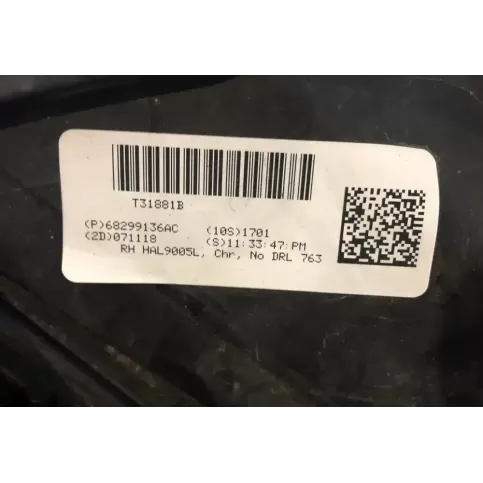 T31881B
(P)68299136AC (10S)1701
(2D)071118 (S)11:33:47:PM
RH HAL9005L, Chr, No DRL 763